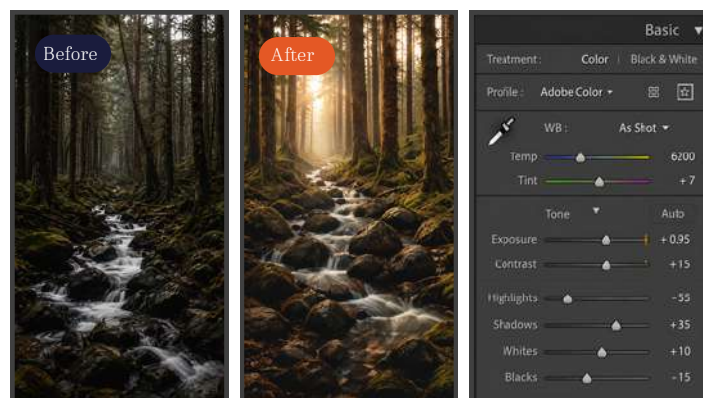 Before
After
Basic
Treatment: Color | Black & White
Profile: Adobe Color
WB: As Shot
Temp 6200
Tint +7
Tone Auto
Exposure +0.95
Contrast +15
Highlights -55
Shadows +35
Whites +10
Blacks -15